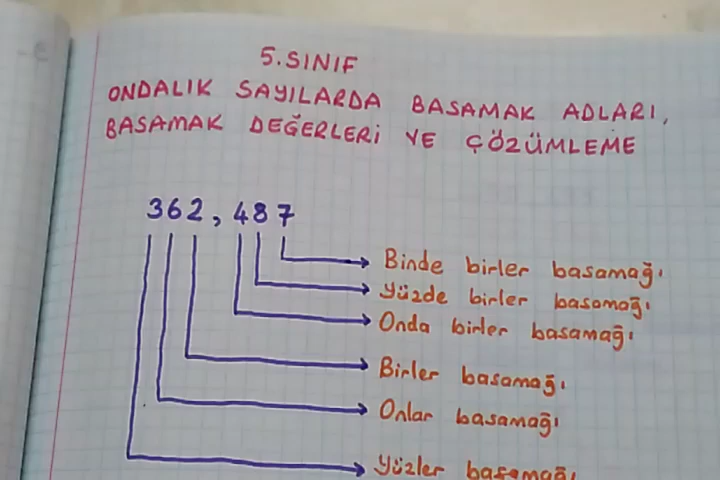 5.SINIF
ONDALIK SAYILARDA BASAMAK ADLARI,
BASAMAK DEĞERLERİ VE ÇÖZÜMLEME
362,487
Binde birler basamağı
Yüzde birler basamağı
Onda birler basamağı
Birler basamağı
Onlar basamağı
Yüzler basamağı